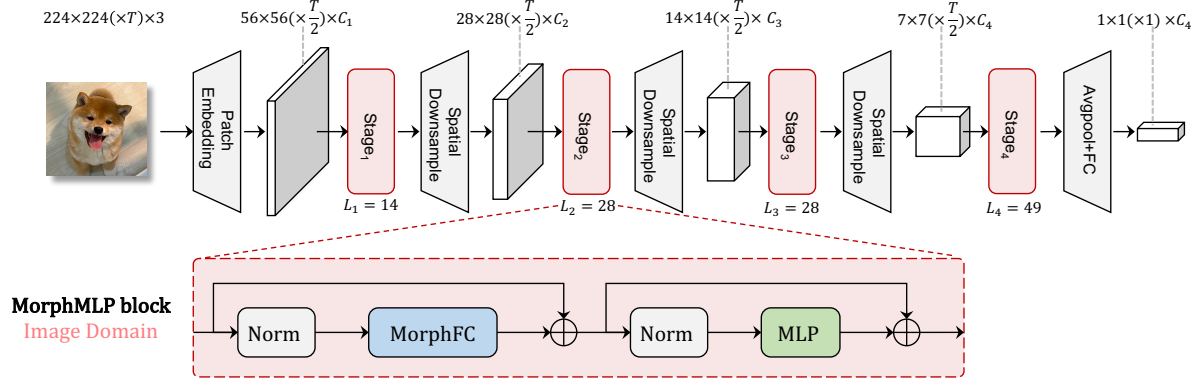 224×224(×T)×3
56×56(×T/2)×C₁
28×28(×T/2)×C₂
14×14(×T/2)× C₃
7×7(×T/2)×C₄
1×1(×1) × C₄
Patch Embedding
Stage₁
Spatial Downsample
Stage₂
Spatial Downsample
Stage₃
Spatial Downsample
Stage₄
Avgpool+FC
L₁ = 14
L₂ = 28
L₃ = 28
L₄ = 49
MorphMLP block
Image Domain
Norm
MorphFC
Norm
MLP